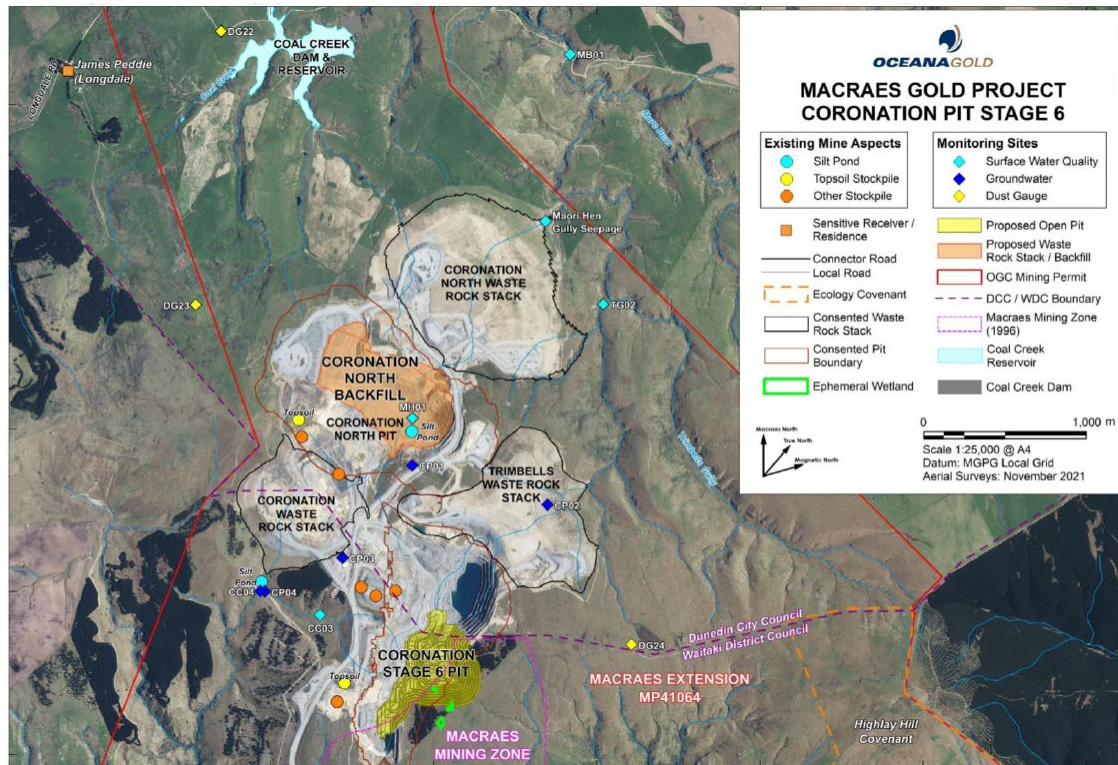 DG22
COAL CREEK
DAM &
RESERVOIR
MB01
James Peddie
(Longdale)
LONGDALE RD
Coal Creek
Mare Burn
Maori Hen
Gully Seepage
CORONATION
NORTH WASTE
ROCK STACK
DG23
TG02
CORONATION
NORTH
BACKFILL
MH01
Topsoil
CORONATION
NORTH PIT
Silt
Pond
CP01
TRIMBELLS
WASTE ROCK
STACK
Trimbells Gully
CP02
CORONATION
WASTE
ROCK STACK
CP03
Silt
Pond
CC04
CP04
CC03
DG24
Dunedin City Council
Waitaki District Council
CORONATION
STAGE 6 PIT
Topsoil
MACRAES EXTENSION
MP41064
MACRAES
MINING ZONE
Highlay Hill
Covenant
OCEANAGOLD
MACRAES GOLD PROJECT
CORONATION PIT STAGE 6
Existing Mine Aspects
Silt Pond
Topsoil Stockpile
Other Stockpile
Monitoring Sites
Surface Water Quality
Groundwater
Dust Gauge
Sensitive Receiver /
Residence
Connector Road
Local Road
Ecology Covenant
Consented Waste
Rock Stack
Consented Pit
Boundary
Ephemeral Wetland
Proposed Open Pit
Proposed Waste
Rock Stack / Backfill
OGC Mining Permit
DCC / WDC Boundary
Macraes Mining Zone
(1996)
Coal Creek
Reservoir
Coal Creek Dam
Macraes North
True North
Magnetic North
0 1,000 m
Scale 1:25,000 @ A4
Datum: MGPG Local Grid
Aerial Surveys: November 2021